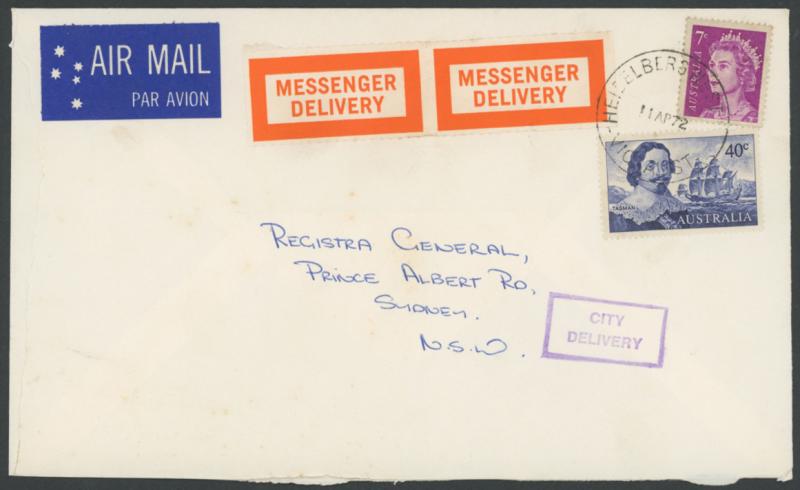 AIR MAIL
PAR AVION
MESSENGER
DELIVERY
MESSENGER
DELIVERY
7c
AUSTRALIA
11 AP 72
40c
TASMAN
AUSTRALIA
REGISTRA GENERAL,
PRINCE ALBERT RD,
SYDNEY.
N.S.W.
CITY
DELIVERY